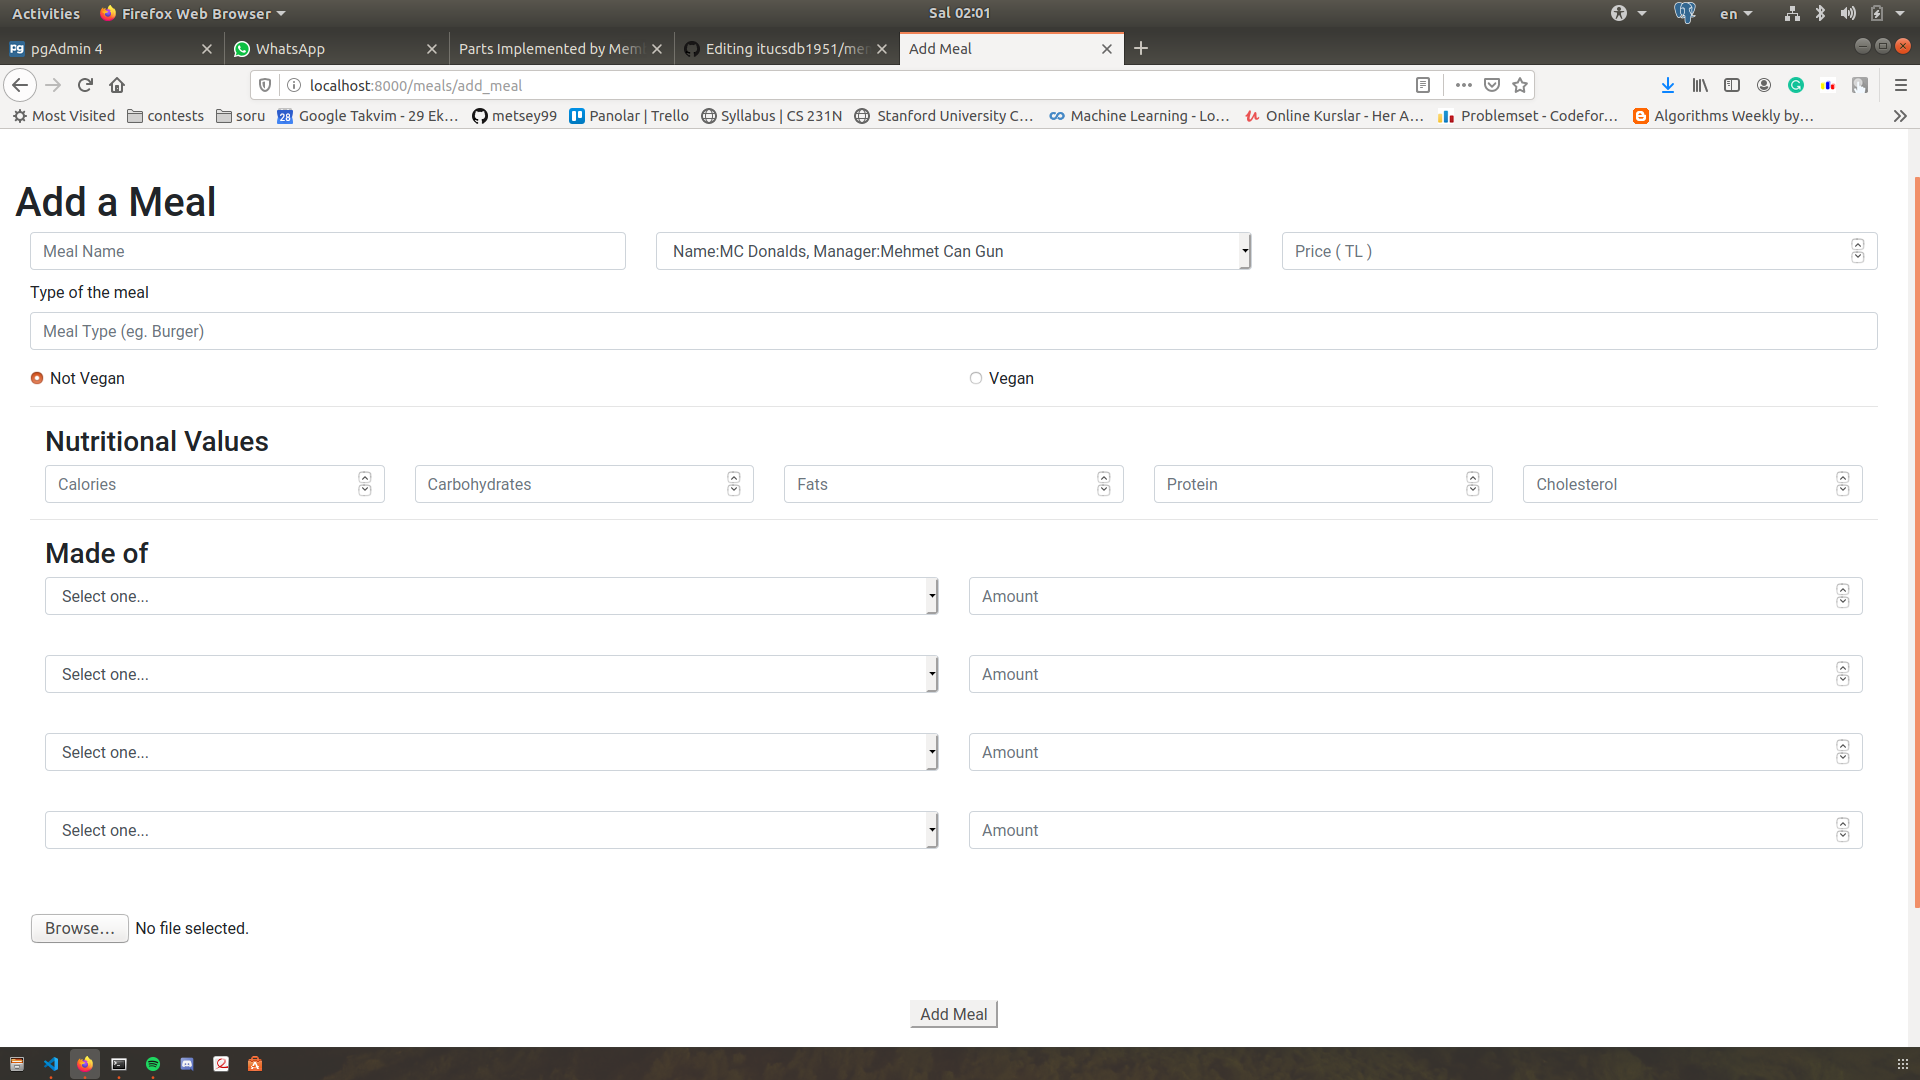 Activities Firefox Web Browser Sal 02:01 en
pgAdmin 4 WhatsApp Parts Implemented by Mem Editing itucsdb1951/mer Add Meal
localhost:8000/meals/add_meal
Most Visited contests soru Google Takvim - 29 Ek... metsey99 Panolar | Trello Syllabus | CS 231N Stanford University C... Machine Learning - Lo... Online Kurslar - Her A... Problemset - Codefor... Algorithms Weekly by...
Add a Meal
Meal Name Name:MC Donalds, Manager:Mehmet Can Gun Price ( TL )
Type of the meal
Meal Type (eg. Burger)
Not Vegan Vegan
Nutritional Values
Calories Carbohydrates Fats Protein Cholesterol
Made of
Select one... Amount
Select one... Amount
Select one... Amount
Select one... Amount
Browse... No file selected.
Add Meal